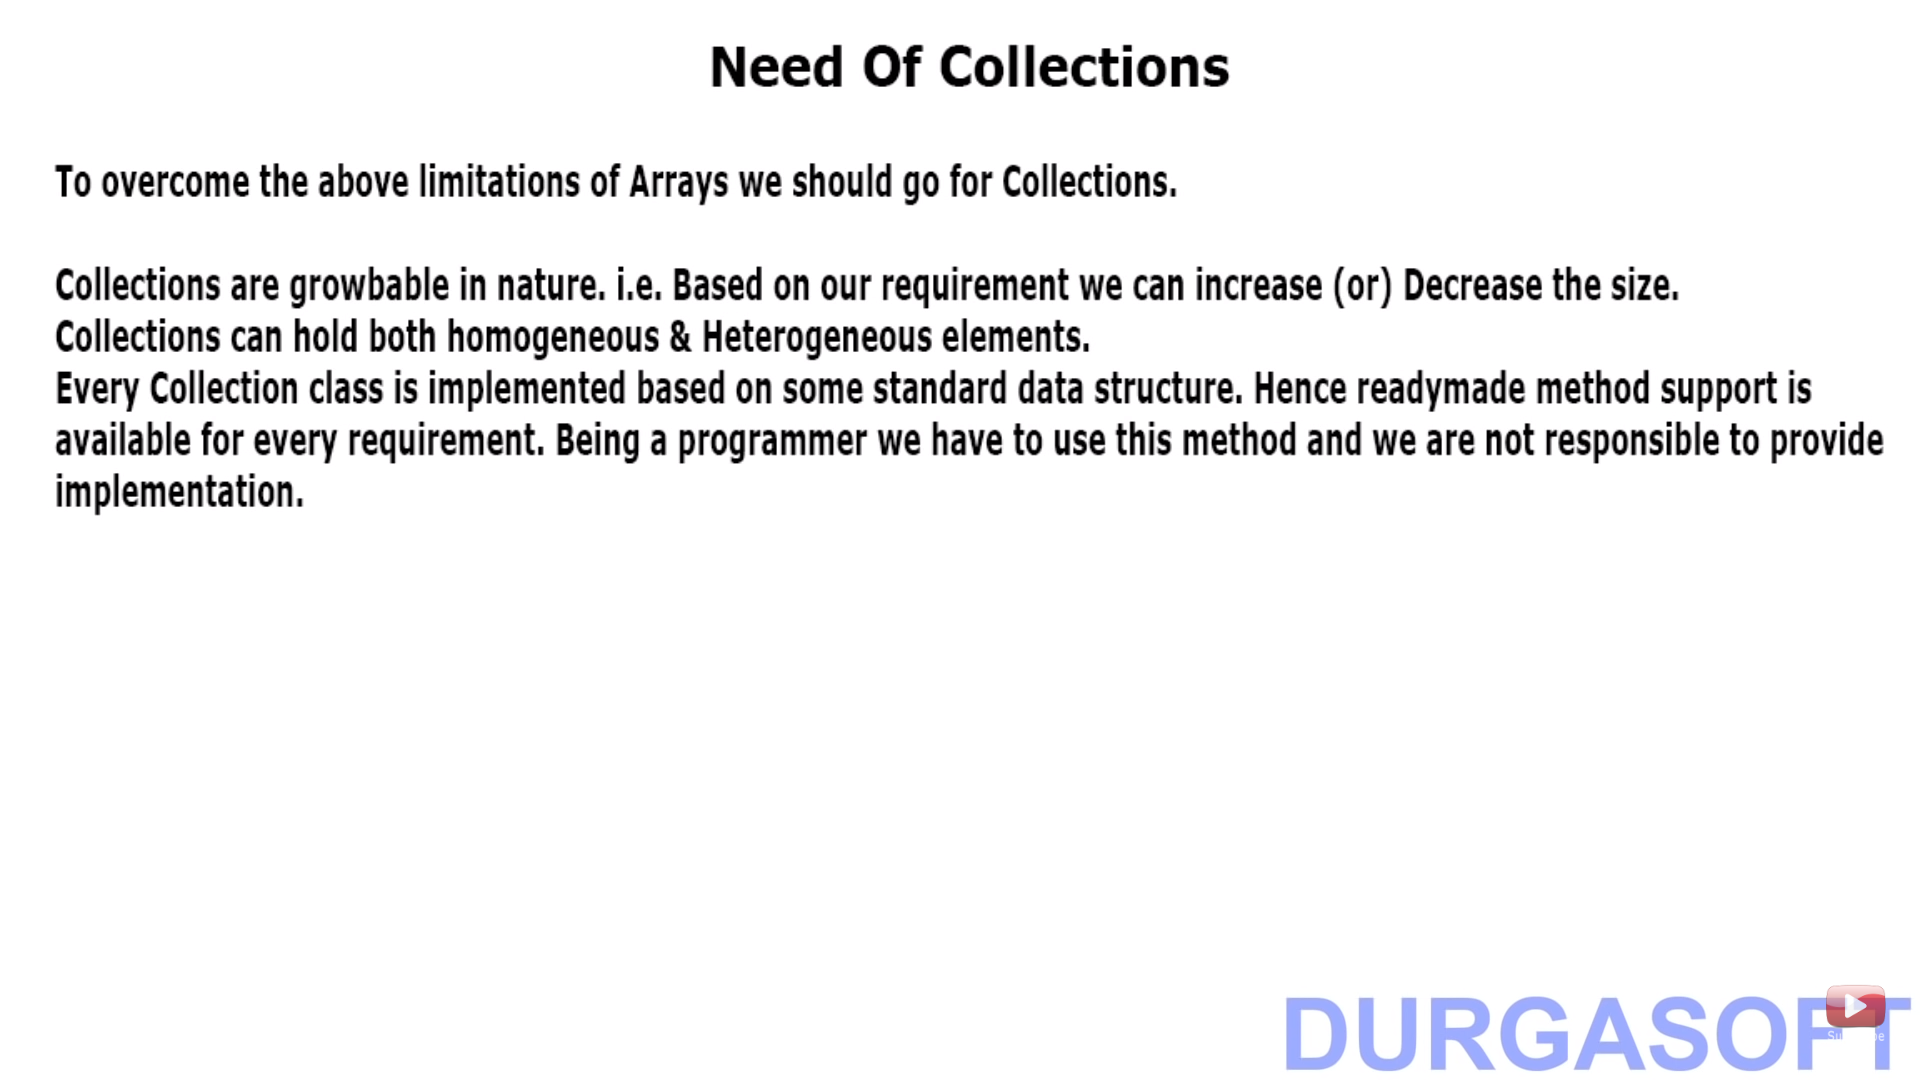 Need Of Collections
To overcome the above limitations of Arrays we should go for Collections.
Collections are growbable in nature. i.e. Based on our requirement we can increase (or) Decrease the size.
Collections can hold both homogeneous & Heterogeneous elements.
Every Collection class is implemented based on some standard data structure. Hence readymade method support is
available for every requirement. Being a programmer we have to use this method and we are not responsible to provide
implementation.
DURGASOFT